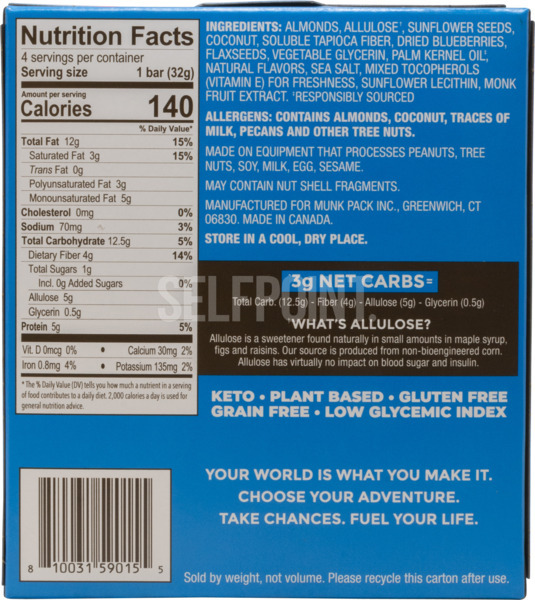 Nutrition Facts
4 servings per container
Serving size 1 bar (32g)
Amount per serving
Calories 140
% Daily Value*
Total Fat 12g 15%
Saturated Fat 3g 15%
Trans Fat 0g
Polyunsaturated Fat 3g
Monounsaturated Fat 5g
Cholesterol 0mg 0%
Sodium 70mg 3%
Total Carbohydrate 12.5g 5%
Dietary Fiber 4g 14%
Total Sugars 1g
Incl. 0g Added Sugars 0%
Allulose 5g
Glycerin 0.5g
Protein 5g 5%
Vit. D 0mcg 0% • Calcium 30mg 2%
Iron 0.8mg 4% • Potassium 135mg 2%
*The % Daily Value (DV) tells you how much a nutrient in a serving
of food contributes to a daily diet. 2,000 calories a day is used for
general nutrition advice.
INGREDIENTS: ALMONDS, ALLULOSE†, SUNFLOWER SEEDS,
COCONUT, SOLUBLE TAPIOCA FIBER, DRIED BLUEBERRIES,
FLAXSEEDS, VEGETABLE GLYCERIN, PALM KERNEL OIL‡,
NATURAL FLAVORS, SEA SALT, MIXED TOCOPHEROLS
(VITAMIN E) FOR FRESHNESS, SUNFLOWER LECITHIN, MONK
FRUIT EXTRACT. ‡RESPONSIBLY SOURCED
ALLERGENS: CONTAINS ALMONDS, COCONUT, TRACES OF
MILK, PECANS AND OTHER TREE NUTS.
MADE ON EQUIPMENT THAT PROCESSES PEANUTS, TREE
NUTS, SOY, MILK, EGG, SESAME.
MAY CONTAIN NUT SHELL FRAGMENTS.
MANUFACTURED FOR MUNK PACK INC., GREENWICH, CT
06830. MADE IN CANADA.
STORE IN A COOL, DRY PLACE.
3g NET CARBS=
Total Carb. (12.5g) - Fiber (4g) - Allulose (5g) - Glycerin (0.5g)
†WHAT'S ALLULOSE?
Allulose is a sweetener found naturally in small amounts in maple syrup,
figs and raisins. Our source is produced from non-bioengineered corn.
Allulose has virtually no impact on blood sugar and insulin.
SELFPOINT.
KETO • PLANT BASED • GLUTEN FREE
GRAIN FREE • LOW GLYCEMIC INDEX
YOUR WORLD IS WHAT YOU MAKE IT.
CHOOSE YOUR ADVENTURE.
TAKE CHANCES. FUEL YOUR LIFE.
8 10031 59015 5
Sold by weight, not volume. Please recycle this carton after use.